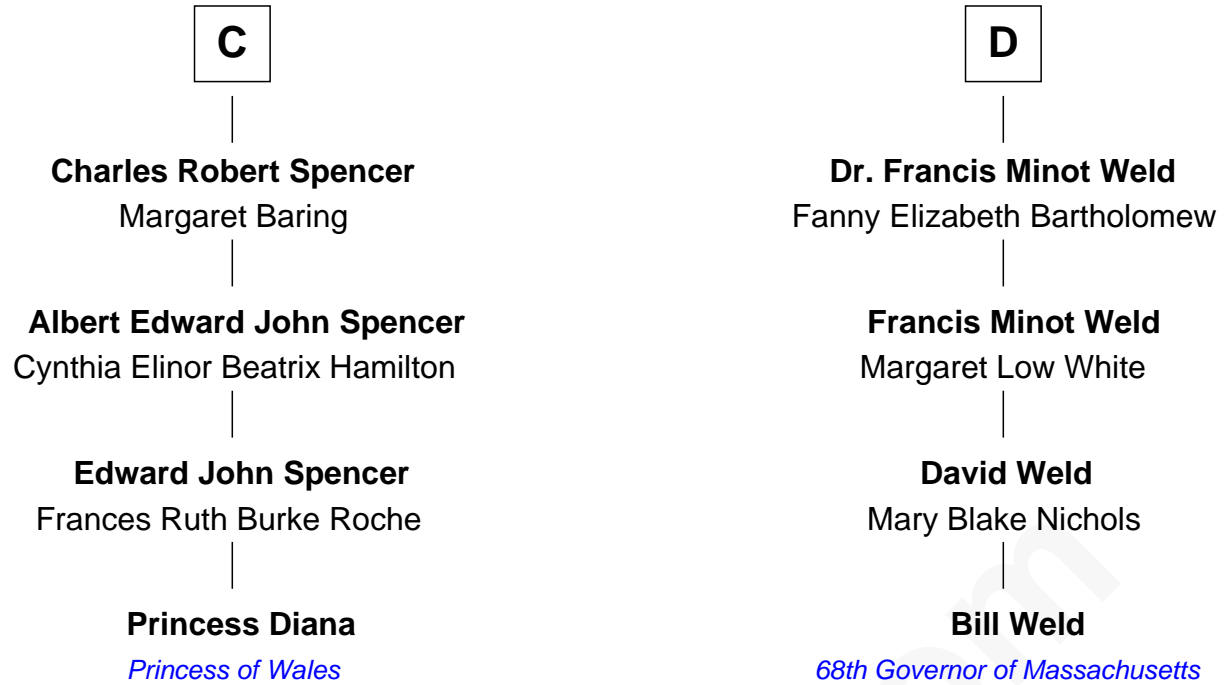 C
Charles Robert Spencer
Margaret Baring
Albert Edward John Spencer
Cynthia Elinor Beatrix Hamilton
Edward John Spencer
Frances Ruth Burke Roche
Princess Diana
Princess of Wales
D
Dr. Francis Minot Weld
Fanny Elizabeth Bartholomew
Francis Minot Weld
Margaret Low White
David Weld
Mary Blake Nichols
Bill Weld
68th Governor of Massachusetts